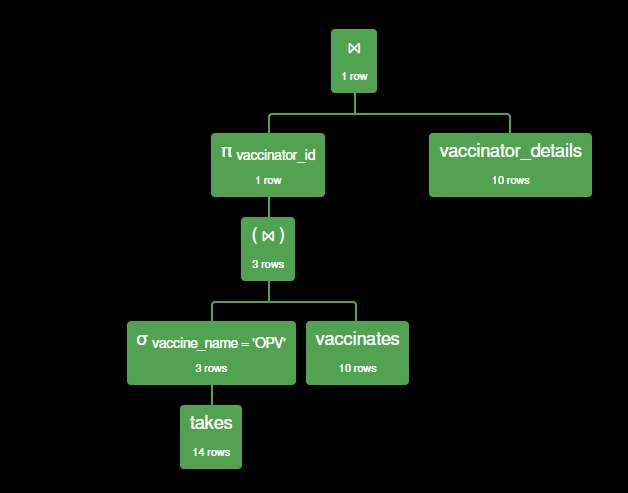 ⋈
1 row
π vaccinator_id
1 row
vaccinator_details
10 rows
( ⋈ )
3 rows
σ vaccine_name = 'OPV'
3 rows
vaccinates
10 rows
takes
14 rows